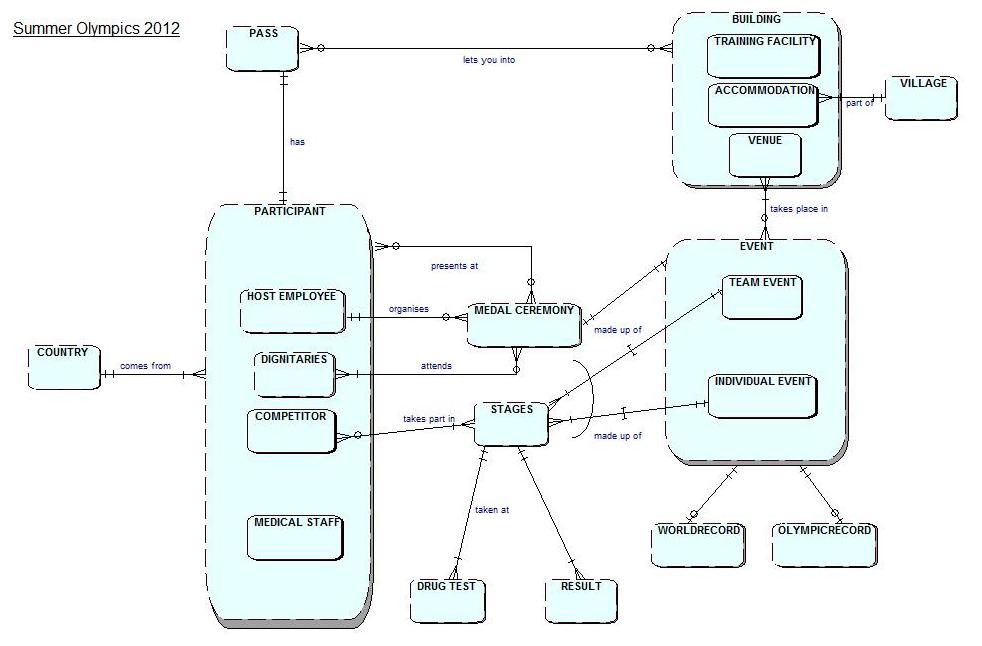 Summer Olympics 2012
PASS
BUILDING
TRAINING FACILITY
ACCOMMODATION
VENUE
VILLAGE
lets you into
part of
has
takes place in
PARTICIPANT
EVENT
presents at
TEAM EVENT
HOST EMPLOYEE
organises
MEDAL CEREMONY
made up of
COUNTRY
comes from
DIGNITARIES
attends
INDIVIDUAL EVENT
COMPETITOR
takes part in
STAGES
made up of
MEDICAL STAFF
taken at
WORLDRECORD
OLYMPICRECORD
DRUG TEST
RESULT